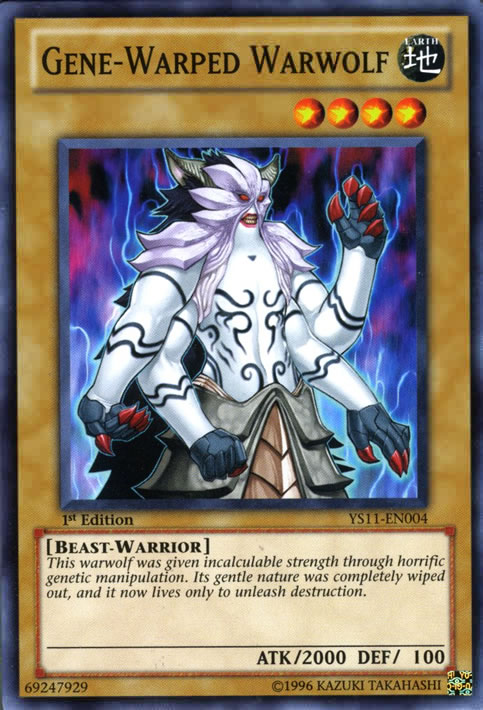 GENE-WARPED WARWOLF
EARTH
地
1st Edition
YS11-EN004
[BEAST-WARRIOR]
This warwolf was given incalculable strength through horrific
genetic manipulation. Its gentle nature was completely wiped
out, and it now lives only to unleash destruction.
ATK/2000 DEF/ 100
69247929
©1996 KAZUKI TAKAHASHI